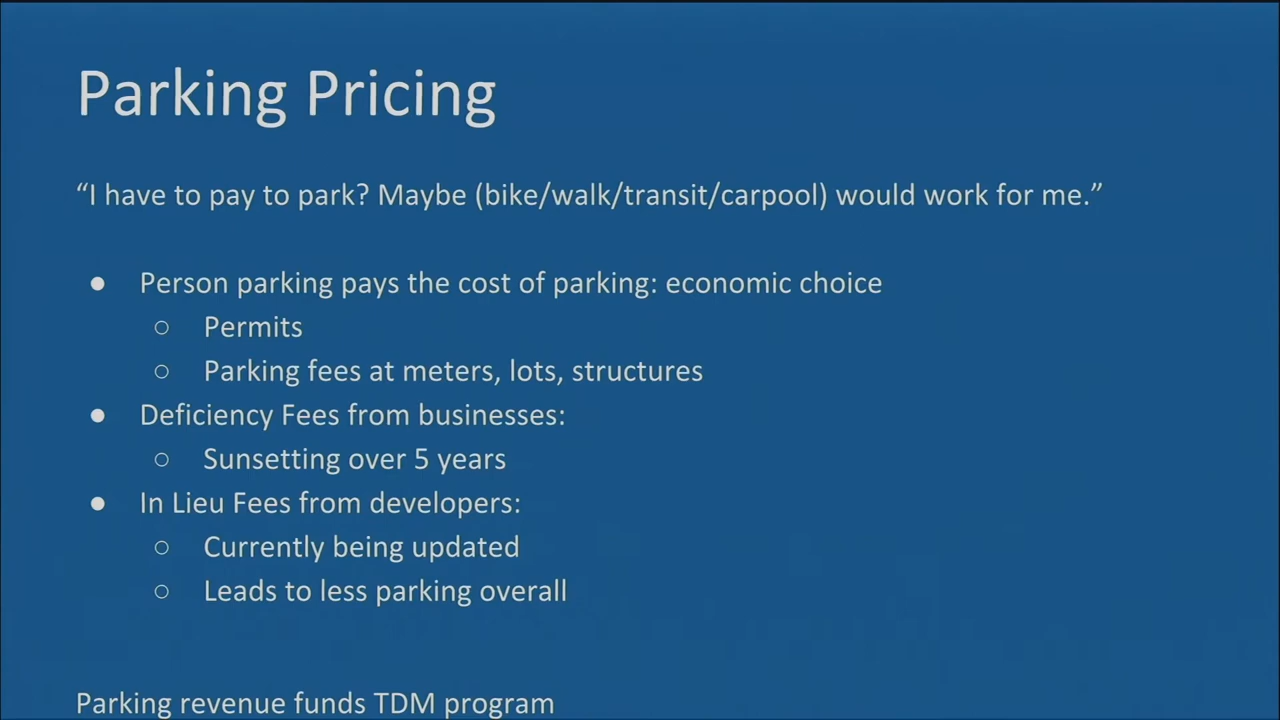 Parking Pricing
“I have to pay to park? Maybe (bike/walk/transit/carpool) would work for me.”
● Person parking pays the cost of parking: economic choice
○ Permits
○ Parking fees at meters, lots, structures
● Deficiency Fees from businesses:
○ Sunsetting over 5 years
● In Lieu Fees from developers:
○ Currently being updated
○ Leads to less parking overall
Parking revenue funds TDM program